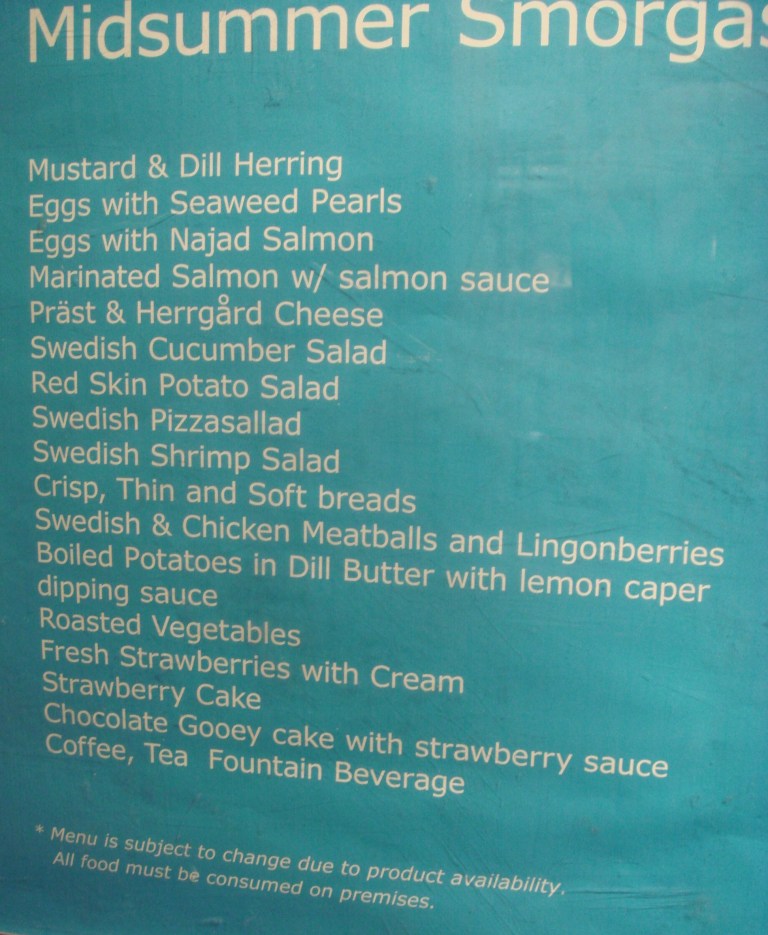 Midsummer Smorgas
Mustard & Dill Herring
Eggs with Seaweed Pearls
Eggs with Najad Salmon
Marinated Salmon w/ salmon sauce
Präst & Herrgård Cheese
Swedish Cucumber Salad
Red Skin Potato Salad
Swedish Pizzasallad
Swedish Shrimp Salad
Crisp, Thin and Soft breads
Swedish & Chicken Meatballs and Lingonberries
Boiled Potatoes in Dill Butter with lemon caper
dipping sauce
Roasted Vegetables
Fresh Strawberries with Cream
Strawberry Cake
Chocolate Gooey cake with strawberry sauce
Coffee, Tea Fountain Beverage
* Menu is subject to change due to product availability.
All food must be consumed on premises.